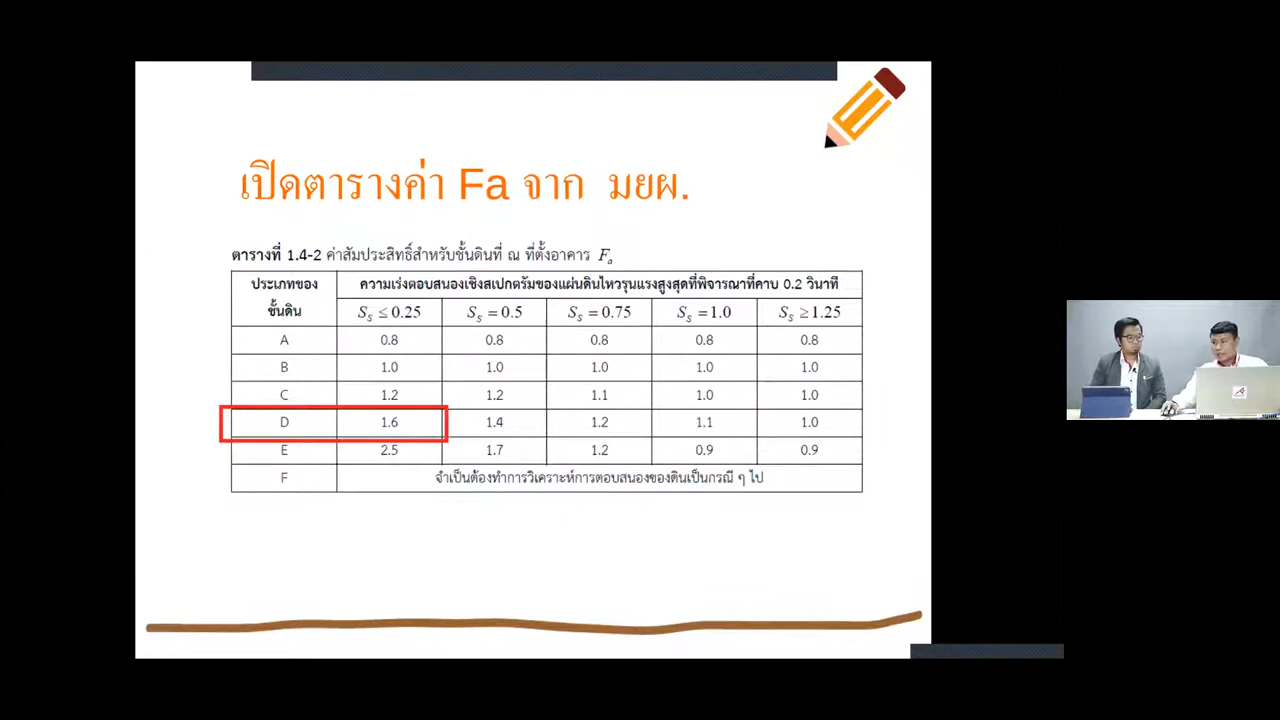 เปิดตารางค่า Fa จาก มยผ.
ตารางที่ 1.4-2 ค่าสัมประสิทธิ์สำหรับชั้นดินที่ ณ ที่ตั้งอาคาร Fa
ประเภทของชั้นดิน ความเร่งตอบสนองเชิงสเปกตรัมของแผ่นดินไหวรุนแรงสูงสุดที่พิจารณาที่คาบ 0.2 วินาที
SS ≤ 0.25 SS = 0.5 SS = 0.75 SS = 1.0 SS ≥ 1.25
A 0.8 0.8 0.8 0.8 0.8
B 1.0 1.0 1.0 1.0 1.0
C 1.2 1.2 1.1 1.0 1.0
D 1.6 1.4 1.2 1.1 1.0
E 2.5 1.7 1.2 0.9 0.9
F จำเป็นต้องทำการวิเคราะห์การตอบสนองของดินเป็นกรณี ๆ ไป